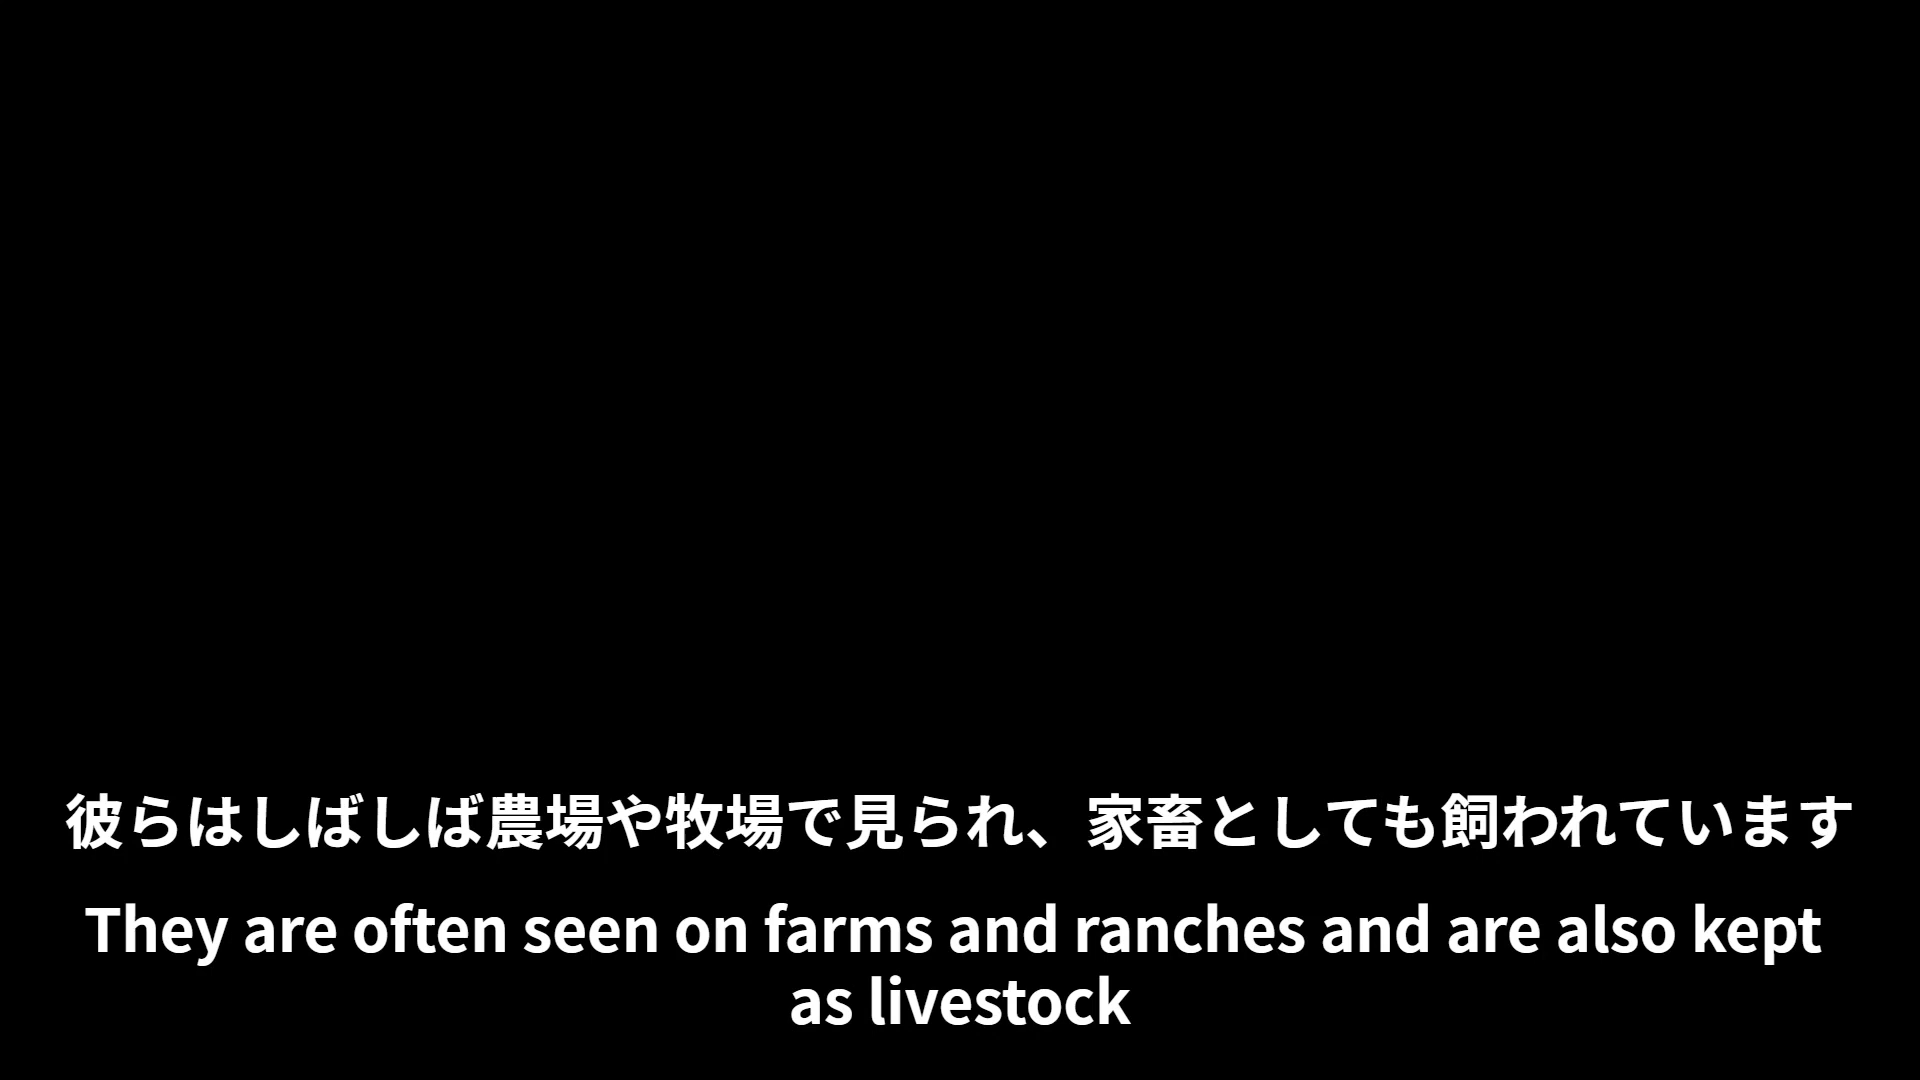 彼らはしばしば農場や牧場で見られ、家畜としても飼われています
They are often seen on farms and ranches and are also kept
as livestock